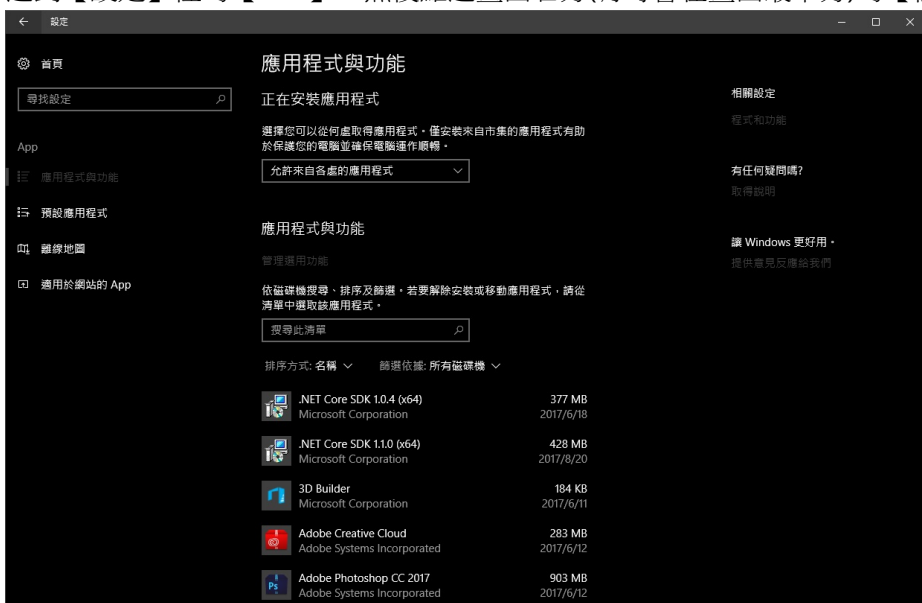 設定
首頁
尋找設定
App
應用程式與功能
預設應用程式
離線地圖
適用於網站的 App
應用程式與功能
正在安裝應用程式
選擇您可以從何處取得應用程式。僅安裝來自市集的應用程式有助
於保護您的電腦並確保電腦運作順暢。
允許來自各處的應用程式
應用程式與功能
管理選用功能
依磁碟機搜尋、排序及篩選。若要解除安裝或移動應用程式，請從
清單中選取該應用程式。
搜尋此清單
排序方式: 名稱 篩選依據: 所有磁碟機
.NET Core SDK 1.0.4 (x64) 377 MB
Microsoft Corporation 2017/6/18
.NET Core SDK 1.1.0 (x64) 428 MB
Microsoft Corporation 2017/8/20
3D Builder 184 KB
Microsoft Corporation 2017/6/11
Adobe Creative Cloud 283 MB
Adobe Systems Incorporated 2017/6/12
Adobe Photoshop CC 2017 903 MB
Adobe Systems Incorporated 2017/6/12
相關設定
程式和功能
有任何疑問嗎?
取得說明
讓 Windows 更好用。
提供意見反應給我們